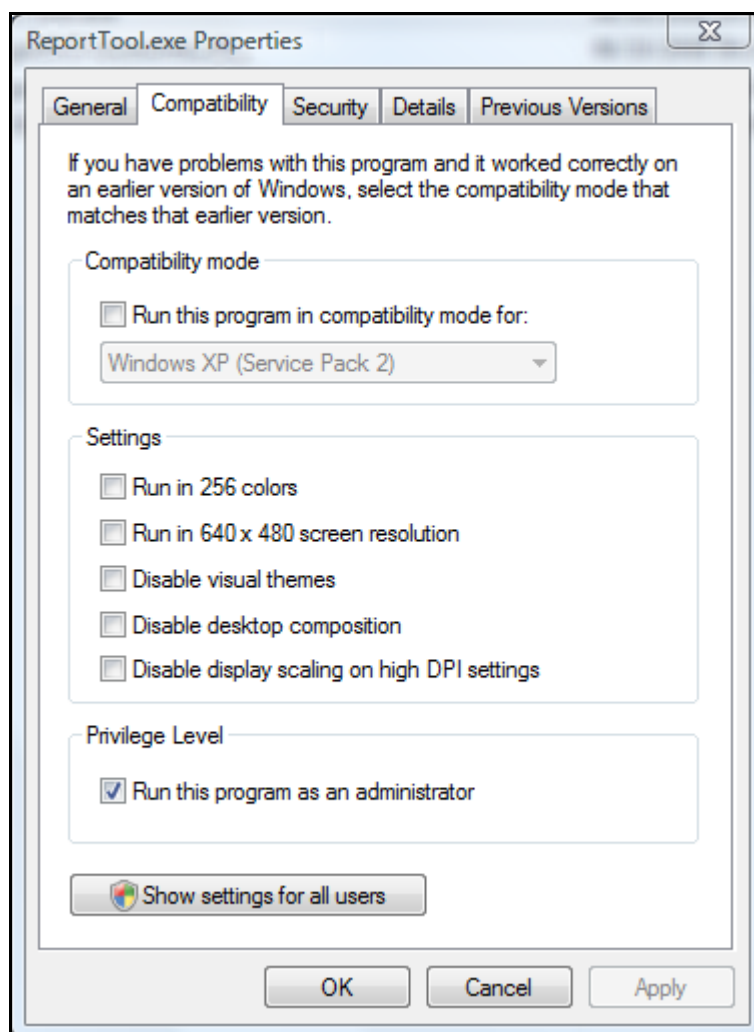 ReportTool.exe Properties
General Compatibility Security Details Previous Versions
If you have problems with this program and it worked correctly on
an earlier version of Windows, select the compatibility mode that
matches that earlier version.
Compatibility mode
Run this program in compatibility mode for:
Windows XP (Service Pack 2)
Settings
Run in 256 colors
Run in 640 x 480 screen resolution
Disable visual themes
Disable desktop composition
Disable display scaling on high DPI settings
Privilege Level
Run this program as an administrator
Show settings for all users
OK Cancel Apply